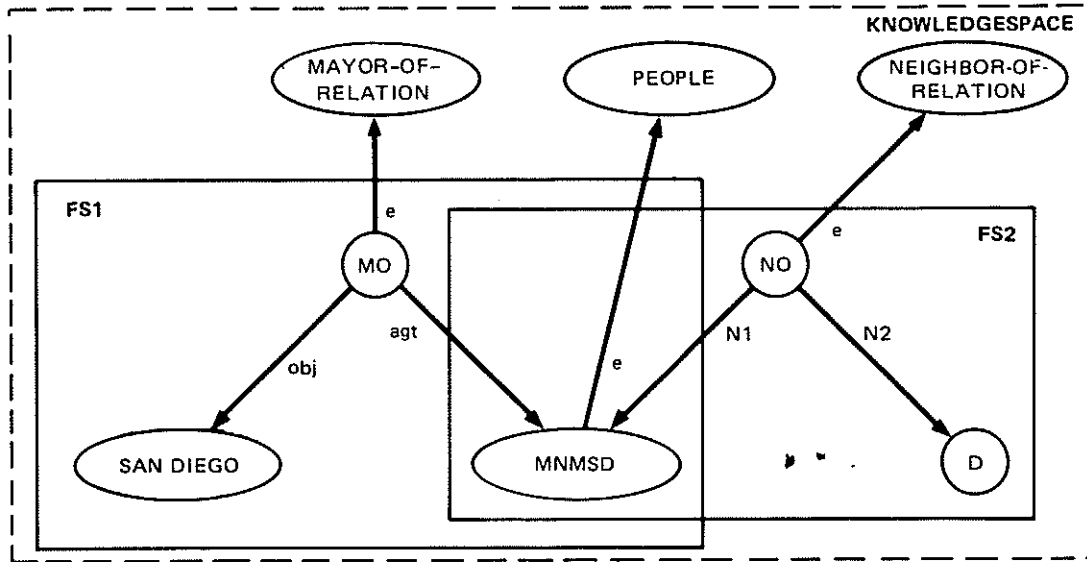 KNOWLEDGESPACE
MAYOR-OF-
RELATION
PEOPLE
NEIGHBOR-OF-
RELATION
FS1
FS2
e
e
MO
NO
agt
N1
N2
obj
e
SAN DIEGO
MNMSD
D